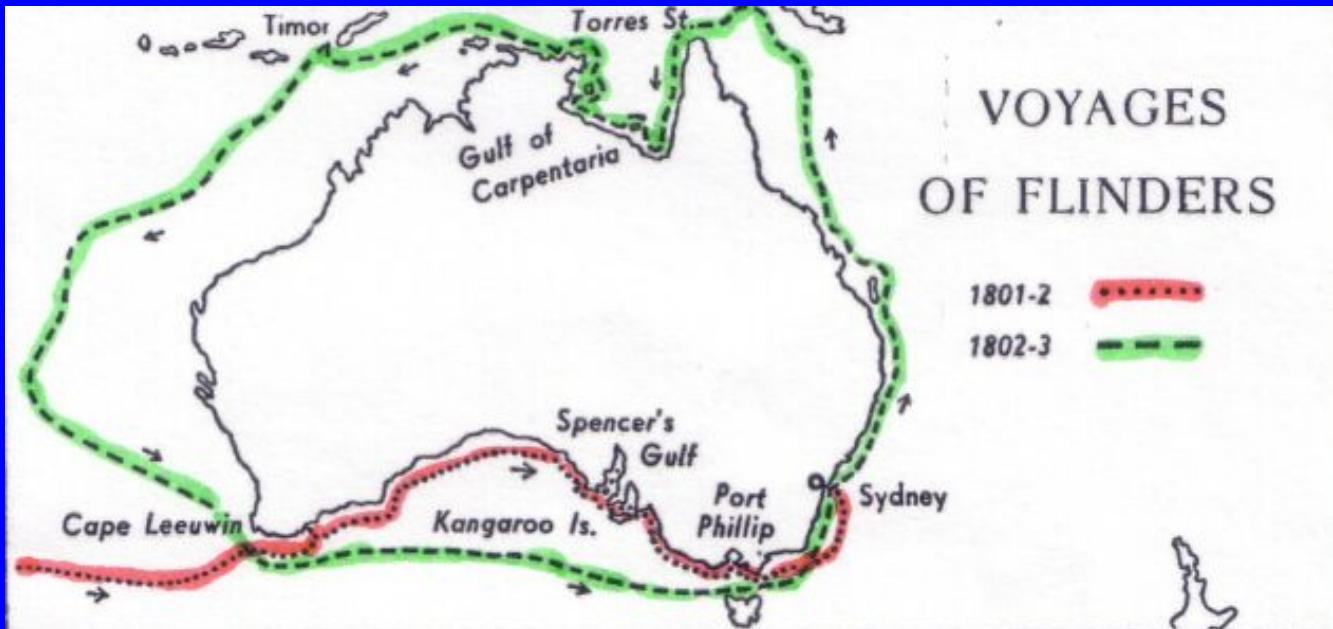 Timor
Torres St.
VOYAGES
OF FLINDERS
Gulf of
Carpentaria
1801-2
1802-3
Spencer's
Gulf
Port
Phillip
Sydney
Cape Leeuwin
Kangaroo Is.